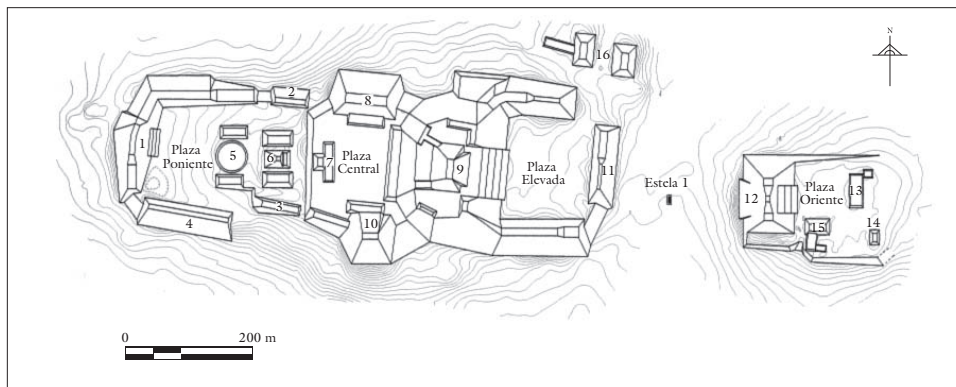 N
16
2
8
1
Plaza
Poniente
5
6
7
Plaza
Central
9
Plaza
Elevada
11
Estela 1
12
Plaza
Oriente
13
3
4
10
15
14
0
200 m